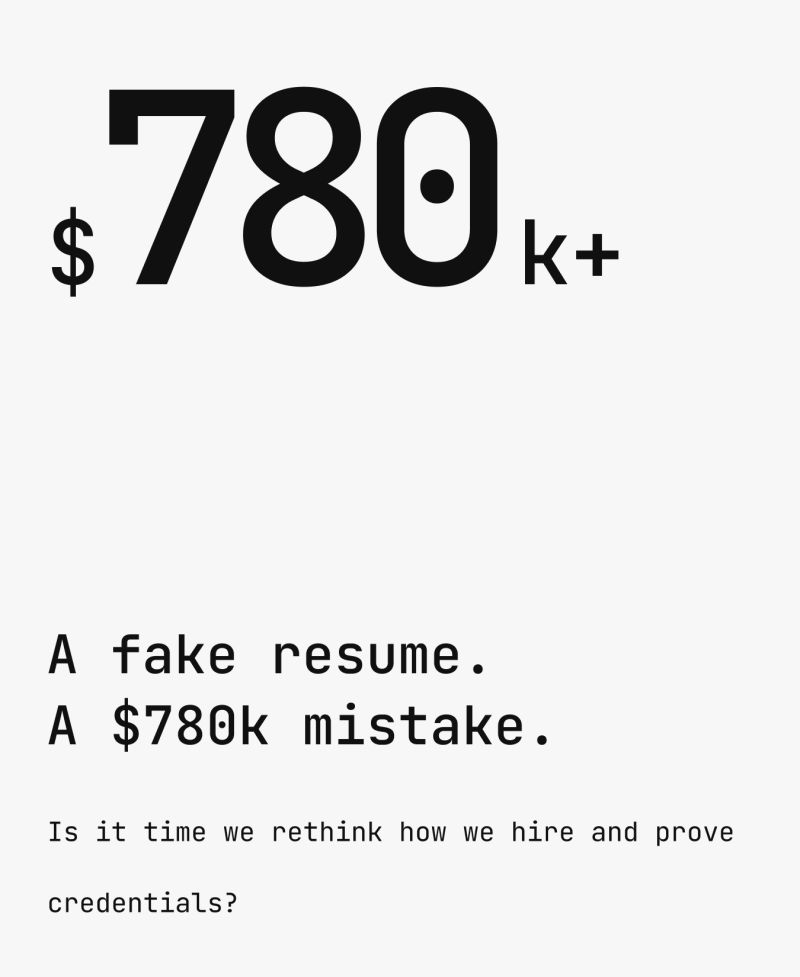 $780k+
A fake resume.
A $780k mistake.
Is it time we rethink how we hire and prove
credentials?